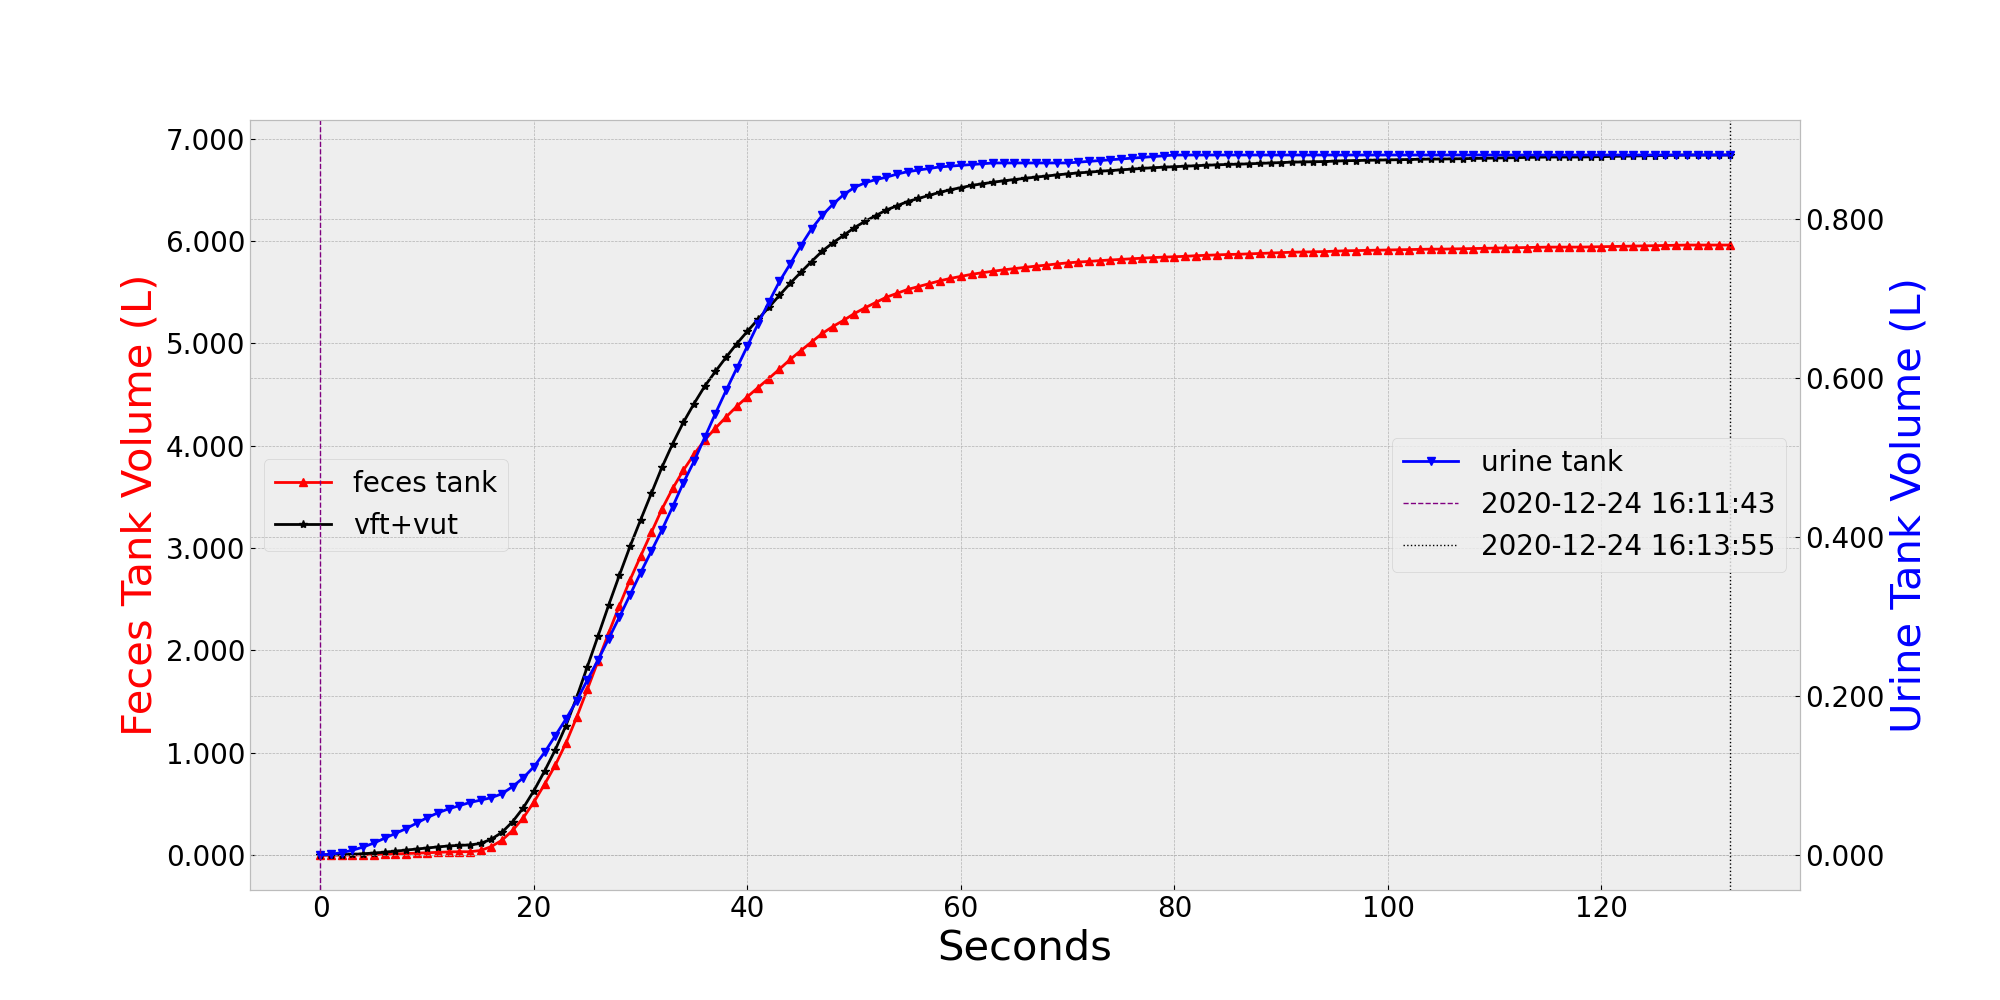 7.000
6.000
5.000
4.000
3.000
2.000
1.000
0.000
Feces Tank Volume (L)
feces tank
vft+vut
0.800
0.600
0.400
0.200
0.000
Urine Tank Volume (L)
urine tank
2020-12-24 16:11:43
2020-12-24 16:13:55
0 20 40 60 80 100 120
Seconds